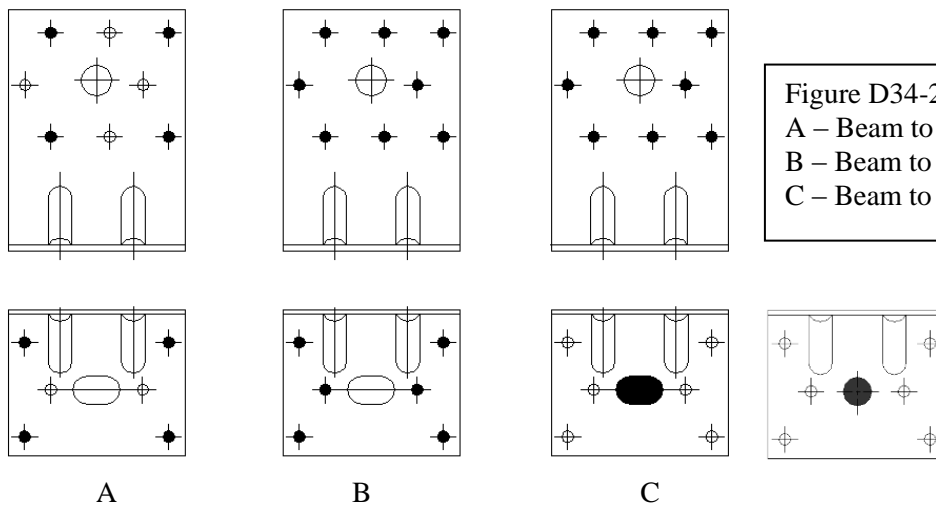 Figure D34-2
A – Beam to
B – Beam to
C – Beam to
A
B
C